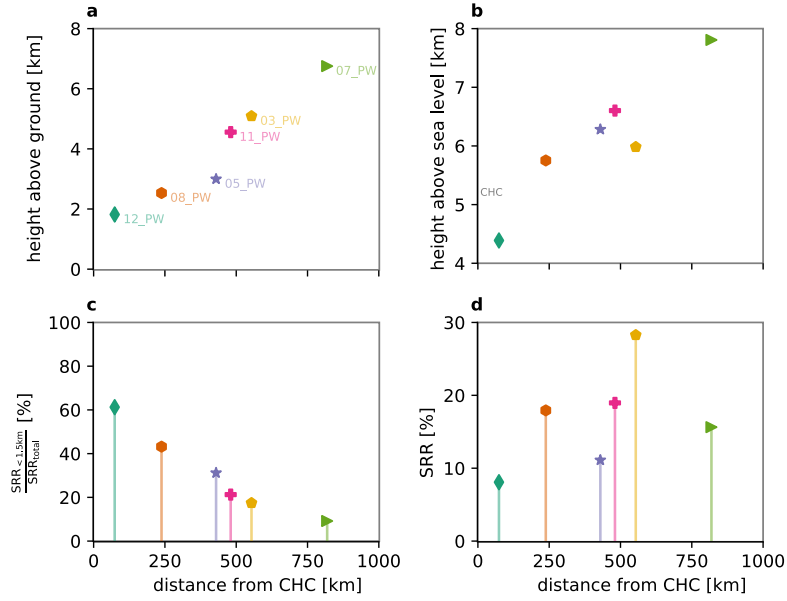 a
8
6
4
2
0
height above ground [km]
07_PW
03_PW
11_PW
05_PW
08_PW
12_PW
b
8
7
6
5
4
height above sea level [km]
CHC
c
100
80
60
40
20
0
SRR<1.5km
SRRtotal
[%]
0
250
500
750
1000
distance from CHC [km]
d
30
20
10
0
SRR [%]
0
250
500
750
1000
distance from CHC [km]